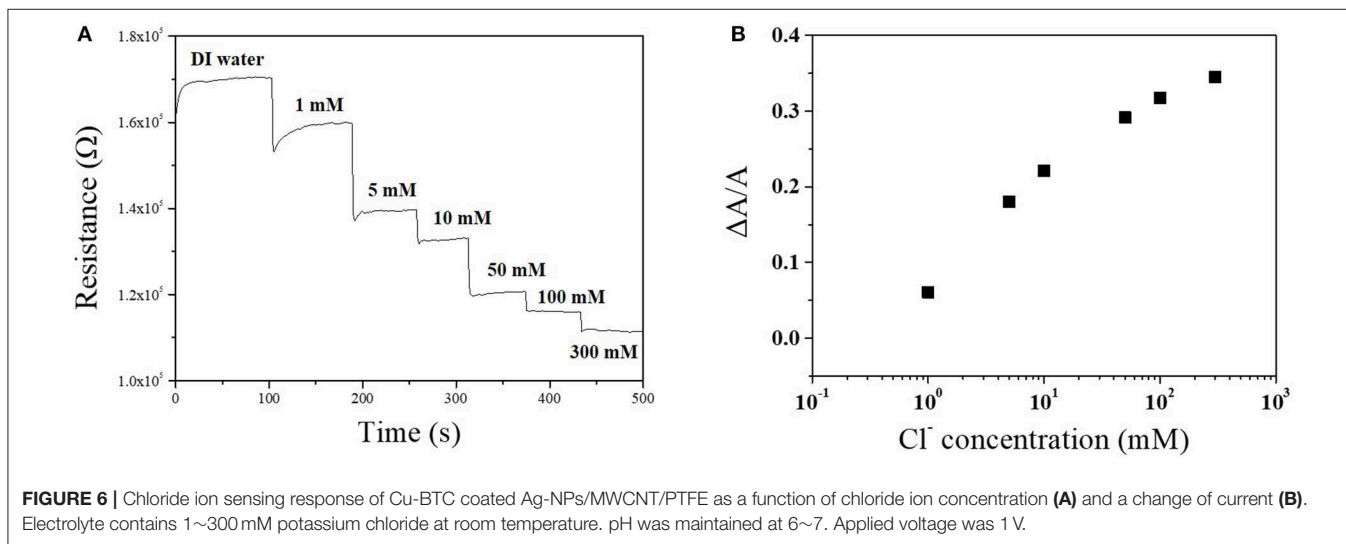 A
1.8x10⁵
DI water
1 mM
1.6x10⁵
5 mM
1.4x10⁵
10 mM
50 mM
1.2x10⁵
100 mM
300 mM
1.0x10⁵
0 100 200 300 400 500
Resistance (Ω)
Time (s)
B
0.4
0.3
0.2
0.1
0.0
10⁻¹ 10⁰ 10¹ 10² 10³
ΔA/A
Cl⁻ concentration (mM)
FIGURE 6 | Chloride ion sensing response of Cu-BTC coated Ag-NPs/MWCNT/PTFE as a function of chloride ion concentration (A) and a change of current (B).
Electrolyte contains 1~300 mM potassium chloride at room temperature. pH was maintained at 6~7. Applied voltage was 1 V.